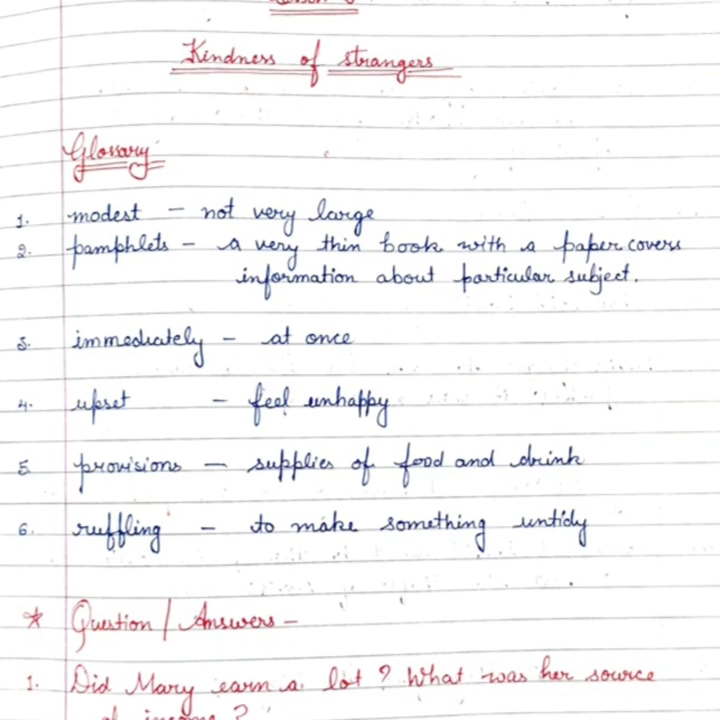 Kindness of strangers
Glossary
1. modest - not very large
2. pamphlets - a very thin book with a paper covers
information about particular subject.
3. immediately - at once
4. upset - feel unhappy
5. provisions - supplies of food and drink
6. ruffling - to make something untidy
* Question / Answers -
1. Did Mary earn a lot ? What was her source
of income ?